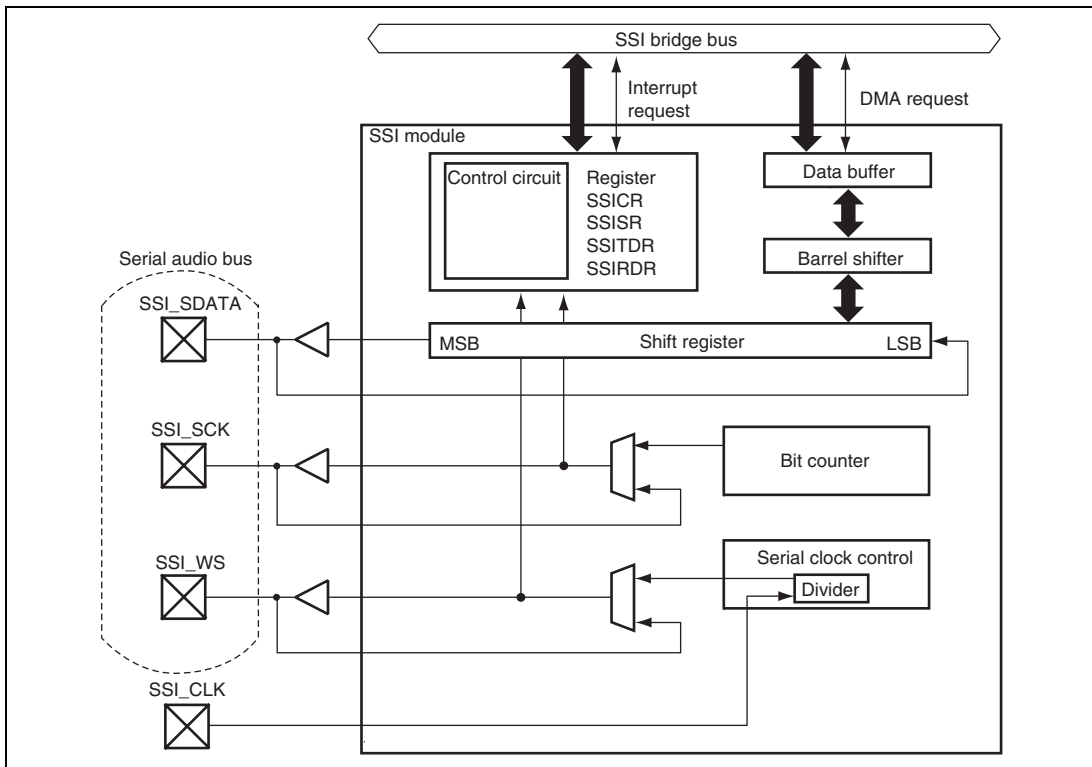 SSI bridge bus
Interrupt
request
DMA request
SSI module
Control circuit
Register
SSICR
SSISR
SSITDR
SSIRDR
Data buffer
Barrel shifter
Serial audio bus
SSI_SDATA
MSB
Shift register
LSB
SSI_SCK
Bit counter
SSI_WS
Serial clock control
Divider
SSI_CLK